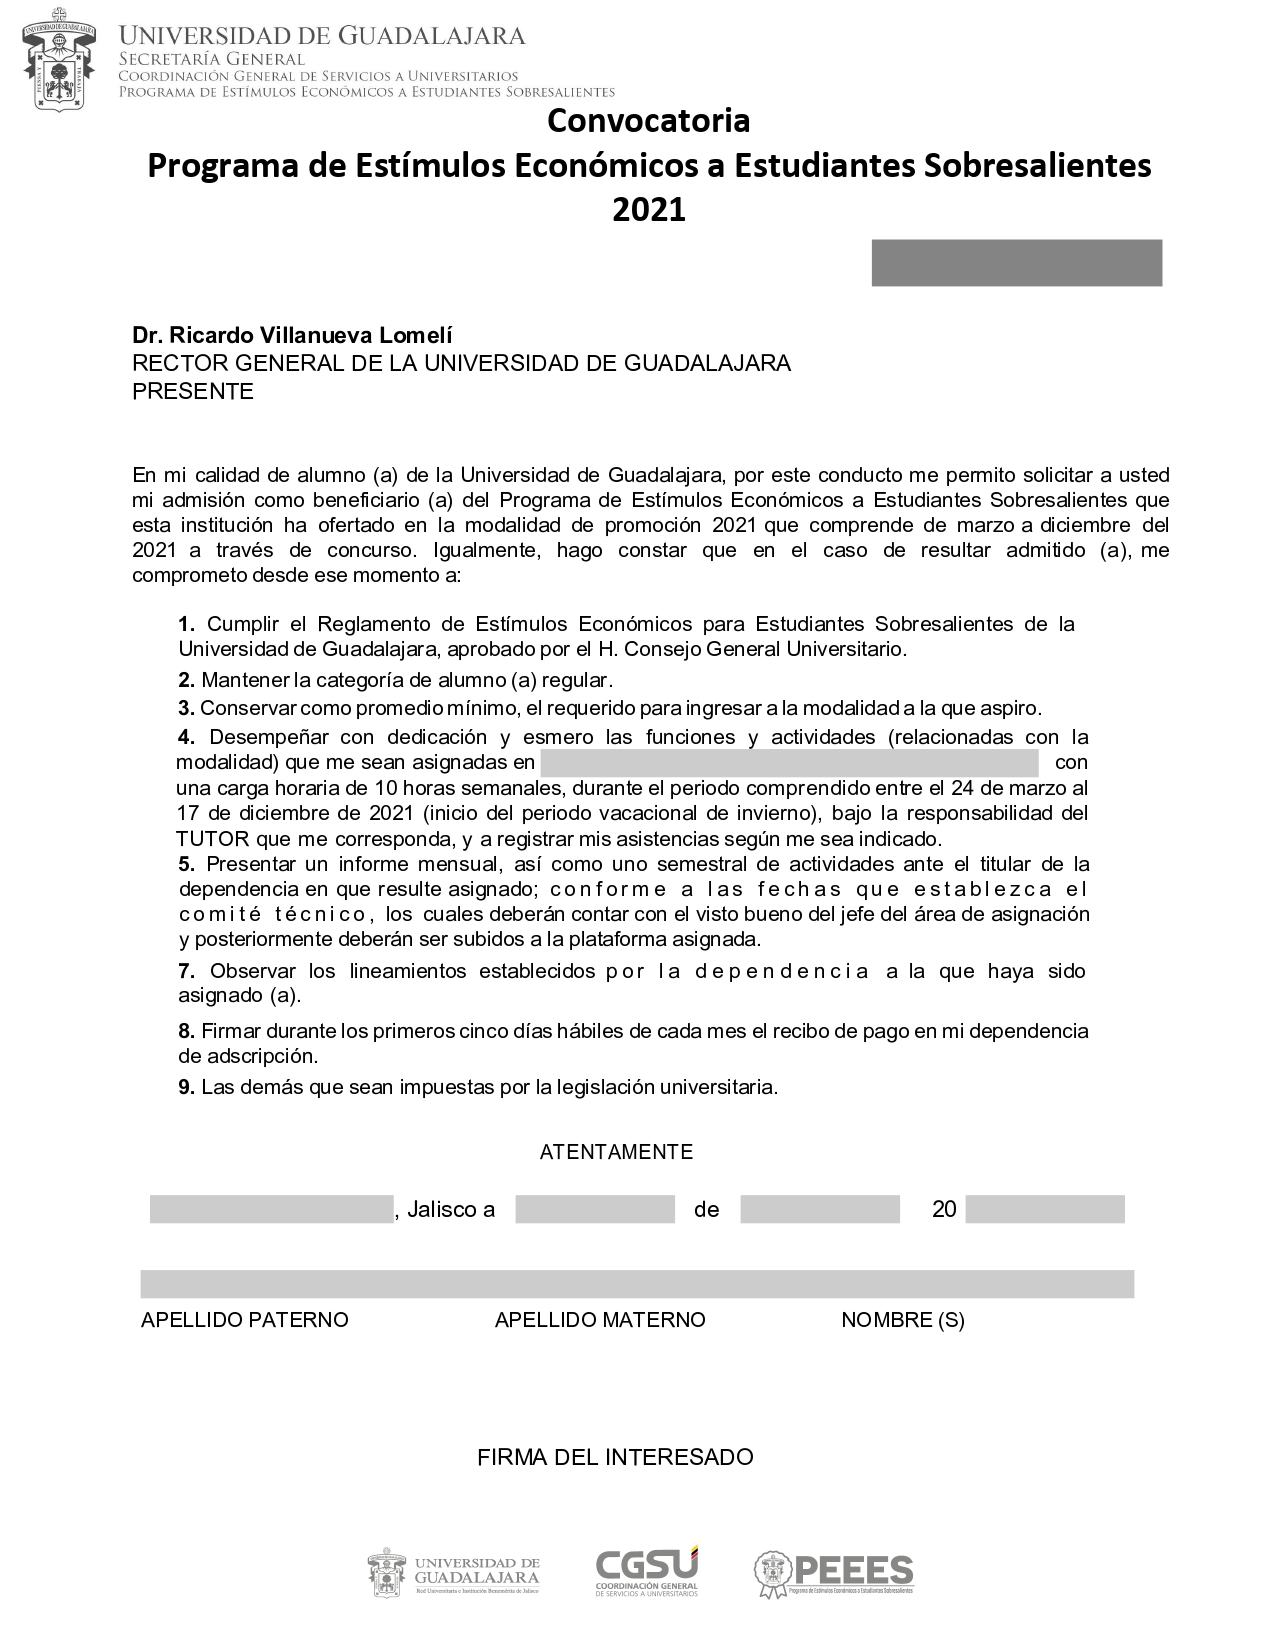 UNIVERSIDAD DE GUADALAJARA
SECRETARÍA GENERAL
COORDINACIÓN GENERAL DE SERVICIOS A UNIVERSITARIOS
PROGRAMA DE ESTÍMULOS ECONÓMICOS A ESTUDIANTES SOBRESALIENTES
PIENSA Y TRABAJA
Convocatoria
Programa de Estímulos Económicos a Estudiantes Sobresalientes
2021
Dr. Ricardo Villanueva Lomelí
RECTOR GENERAL DE LA UNIVERSIDAD DE GUADALAJARA
PRESENTE
En mi calidad de alumno (a) de la Universidad de Guadalajara, por este conducto me permito solicitar a usted
mi admisión como beneficiario (a) del Programa de Estímulos Económicos a Estudiantes Sobresalientes que
esta institución ha ofertado en la modalidad de promoción 2021 que comprende de marzo a diciembre del
2021 a través de concurso. Igualmente, hago constar que en el caso de resultar admitido (a), me
comprometo desde ese momento a:
1. Cumplir el Reglamento de Estímulos Económicos para Estudiantes Sobresalientes de la
Universidad de Guadalajara, aprobado por el H. Consejo General Universitario.
2. Mantener la categoría de alumno (a) regular.
3. Conservar como promedio mínimo, el requerido para ingresar a la modalidad a la que aspiro.
4. Desempeñar con dedicación y esmero las funciones y actividades (relacionadas con la
modalidad) que me sean asignadas en con
una carga horaria de 10 horas semanales, durante el periodo comprendido entre el 24 de marzo al
17 de diciembre de 2021 (inicio del periodo vacacional de invierno), bajo la responsabilidad del
TUTOR que me corresponda, y a registrar mis asistencias según me sea indicado.
5. Presentar un informe mensual, así como uno semestral de actividades ante el titular de la
dependencia en que resulte asignado; conforme a las fechas que establezca el
comité técnico, los cuales deberán contar con el visto bueno del jefe del área de asignación
y posteriormente deberán ser subidos a la plataforma asignada.
7. Observar los lineamientos establecidos por la dependencia a la que haya sido
asignado (a).
8. Firmar durante los primeros cinco días hábiles de cada mes el recibo de pago en mi dependencia
de adscripción.
9. Las demás que sean impuestas por la legislación universitaria.
ATENTAMENTE
, Jalisco a de 20
APELLIDO PATERNO APELLIDO MATERNO NOMBRE (S)
FIRMA DEL INTERESADO
UNIVERSIDAD DE
GUADALAJARA
Red Universitaria e Institución Benemérita de Jalisco
CGSU
COORDINACIÓN GENERAL
DE SERVICIOS A UNIVERSITARIOS
PEEES
Programa de Estímulos Económicos a Estudiantes Sobresalientes